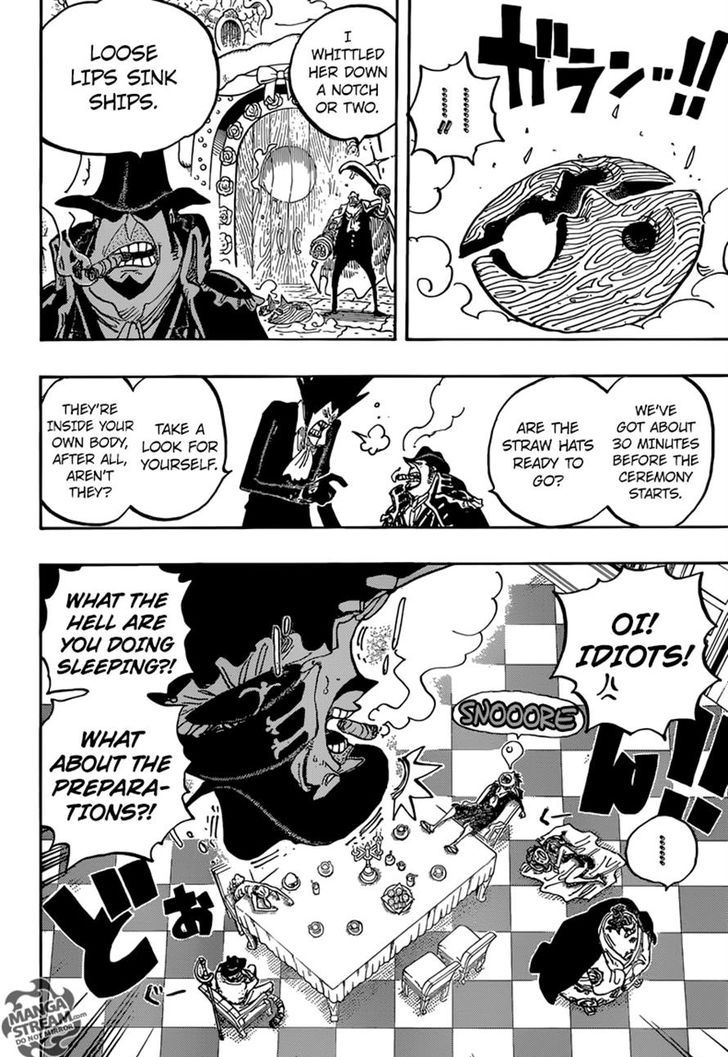 ガラン‥!!
‥‥‥‥!!
I
WHITTLED
HER DOWN
A NOTCH
OR TWO.
LOOSE
LIPS SINK
SHIPS.
WE'VE
GOT ABOUT
30 MINUTES
BEFORE THE
CEREMONY
STARTS.
ARE THE
STRAW HATS
READY TO
GO?
TAKE A
LOOK FOR
YOURSELF.
THEY'RE
INSIDE YOUR
OWN BODY,
AFTER ALL,
AREN'T
THEY?
OI!
IDIOTS!
SNOOORE
WHAT THE
HELL ARE
YOU DOING
SLEEPING?!
WHAT
ABOUT THE
PREPARA-
TIONS?!
どおん!!
MANGA
STREAM.com
DO NOT MIRROR